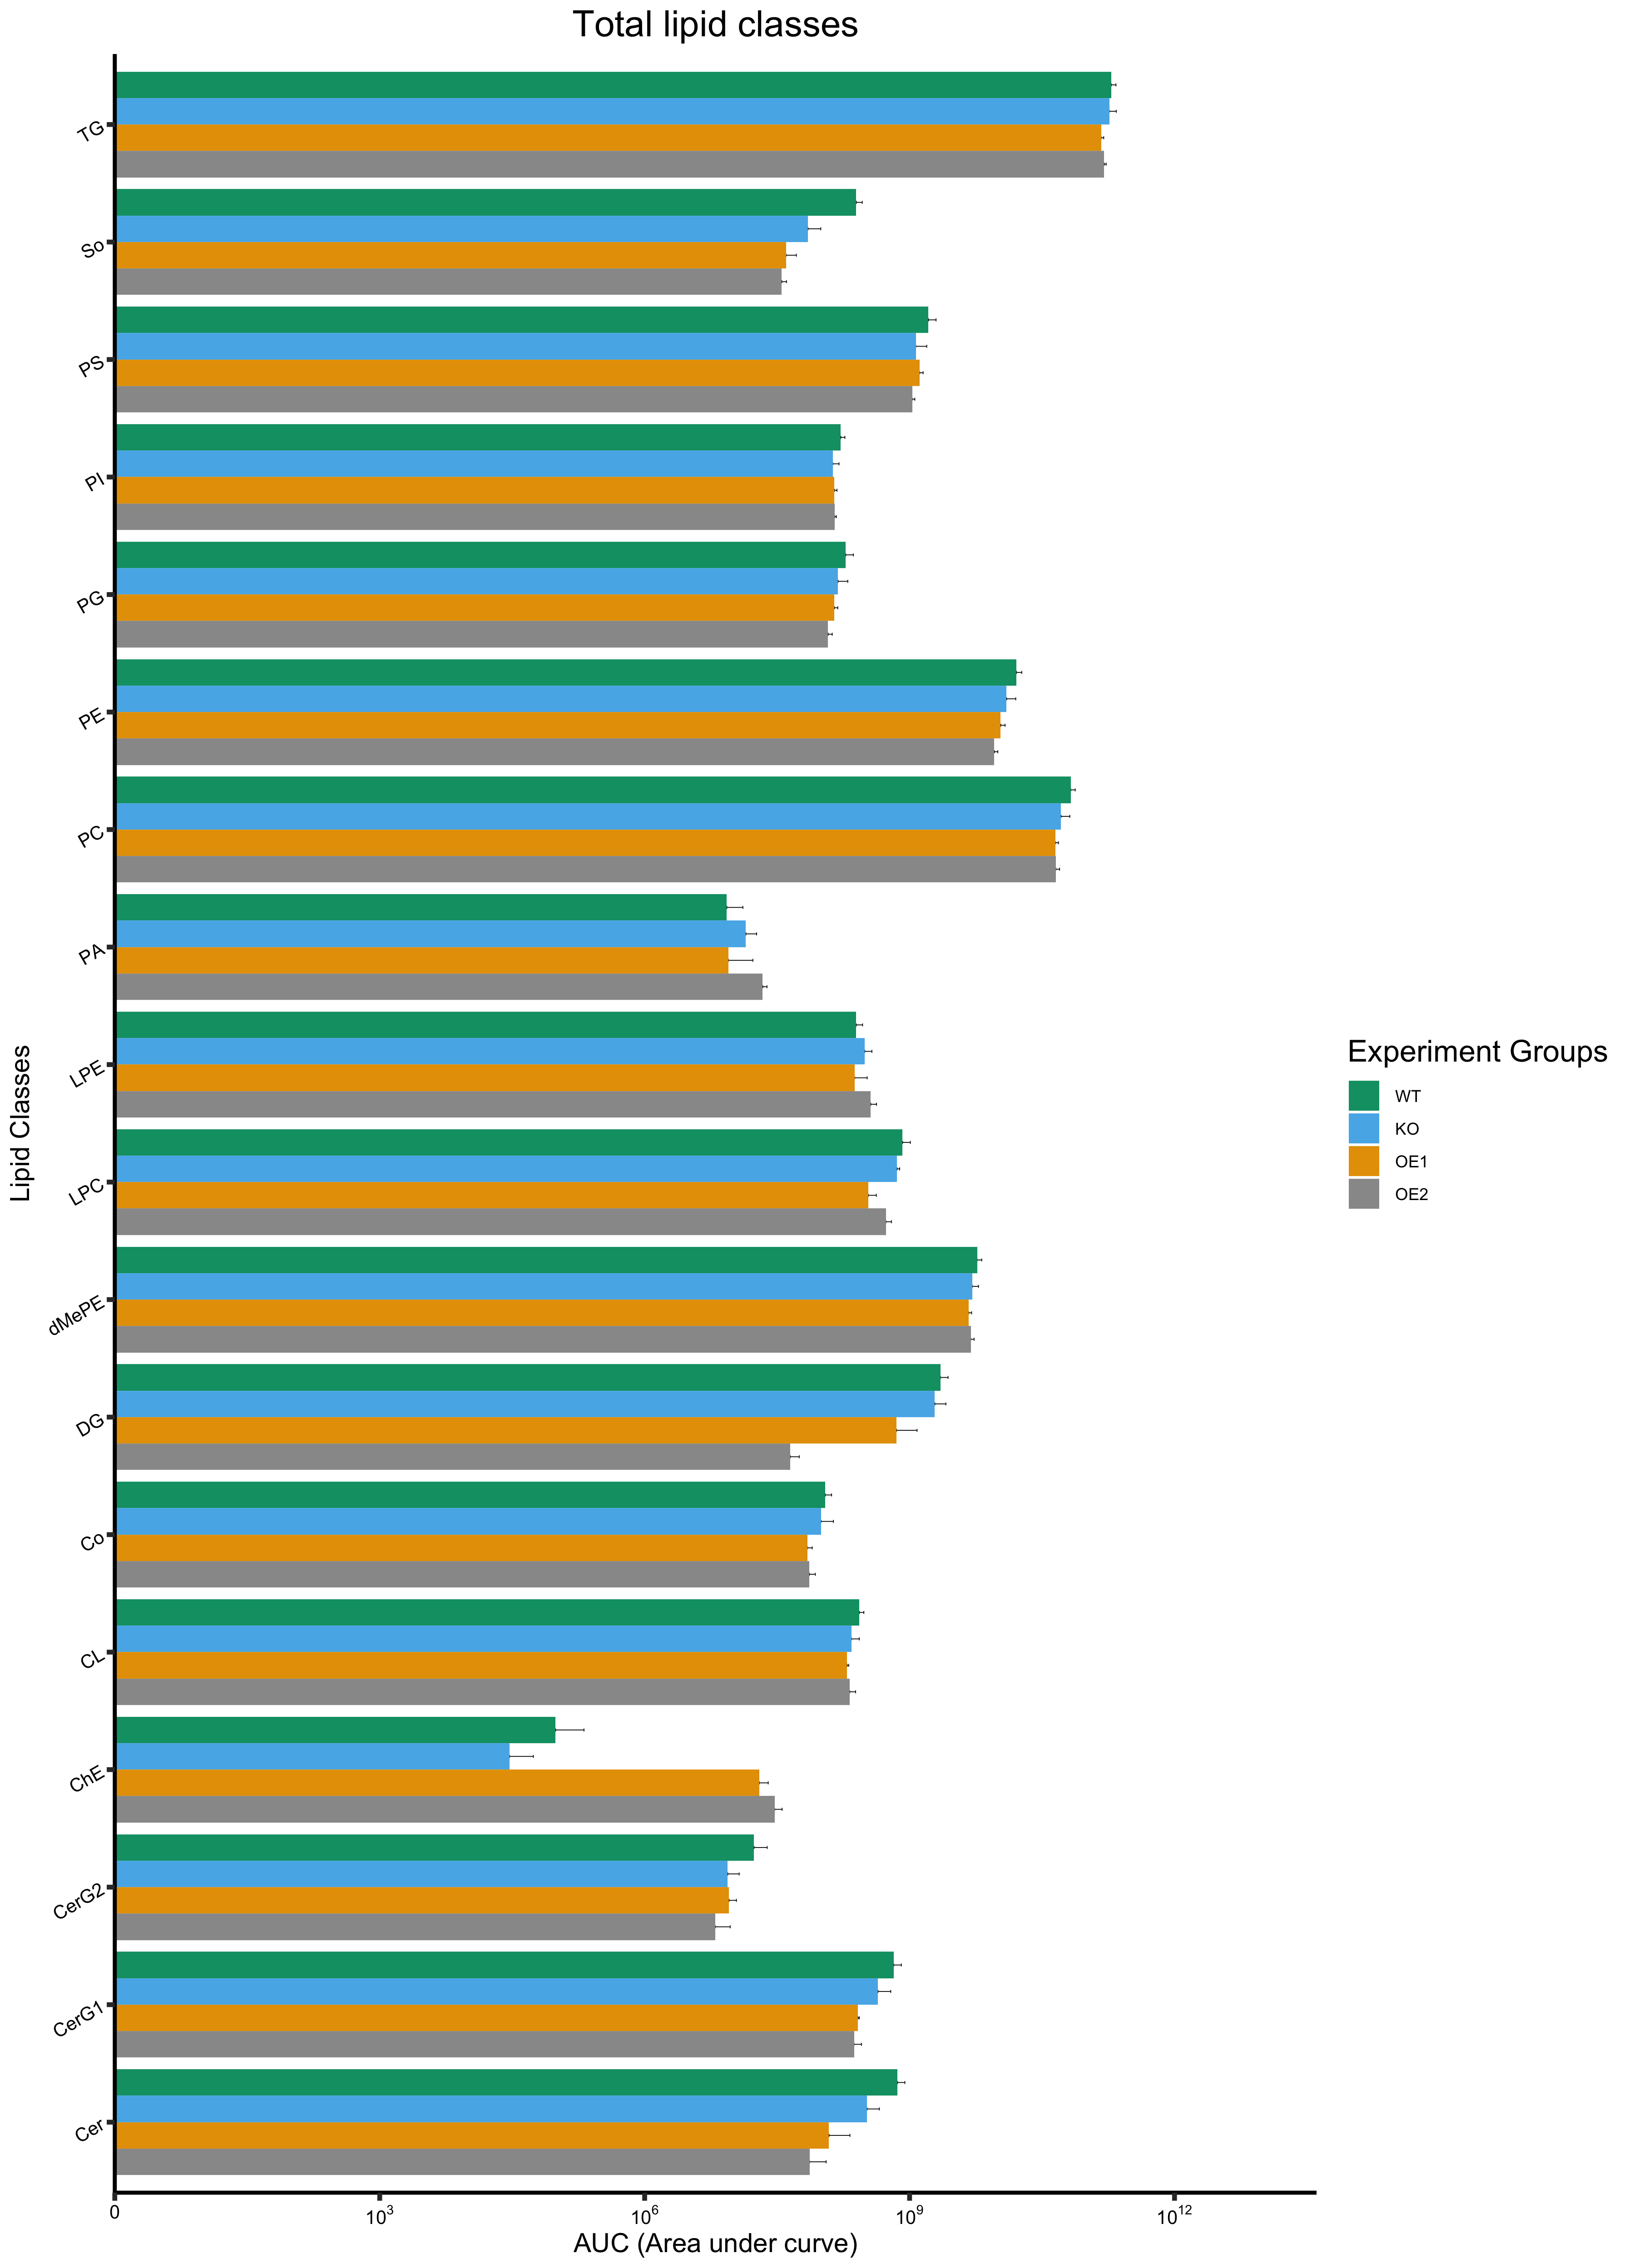 Total lipid classes
TG
So
PS
PI
PG
PE
PC
PA
LPE
LPC
dMePE
DG
Co
CL
ChE
CerG2
CerG1
Cer
Lipid Classes
0
10³
10⁶
10⁹
10¹²
AUC (Area under curve)
Experiment Groups
WT
KO
OE1
OE2